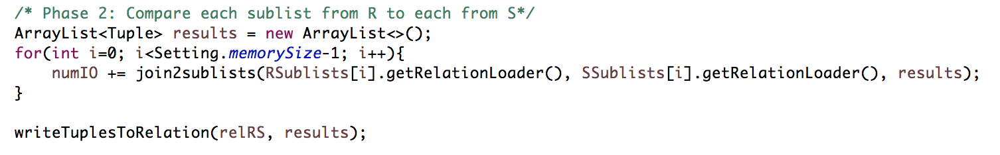 /* Phase 2: Compare each sublist from R to each from S*/
ArrayList<Tuple> results = new ArrayList<>();
for(int i=0; i<Setting.memorySize-1; i++){
    numIO += join2sublists(RSublists[i].getRelationLoader(), SSublists[i].getRelationLoader(), results);
}
writeTuplesToRelation(relRS, results);